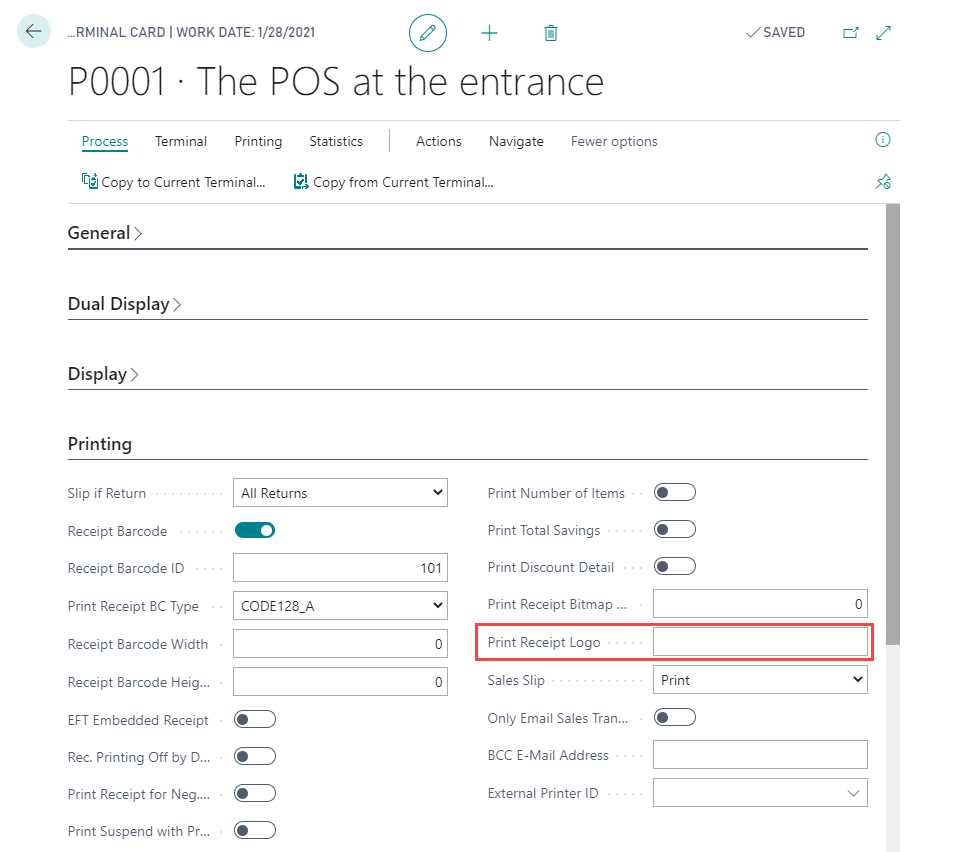 …RMINAL CARD | WORK DATE: 1/28/2021
SAVED
P0001 · The POS at the entrance
Process Terminal Printing Statistics Actions Navigate Fewer options
Copy to Current Terminal... Copy from Current Terminal...
General
Dual Display
Display
Printing
Slip if Return All Returns
Receipt Barcode
Receipt Barcode ID 101
Print Receipt BC Type CODE128_A
Receipt Barcode Width 0
Receipt Barcode Heig... 0
EFT Embedded Receipt
Rec. Printing Off by D...
Print Receipt for Neg....
Print Suspend with Pr...
Print Number of Items
Print Total Savings
Print Discount Detail
Print Receipt Bitmap ... 0
Print Receipt Logo
Sales Slip Print
Only Email Sales Tran...
BCC E-Mail Address
External Printer ID